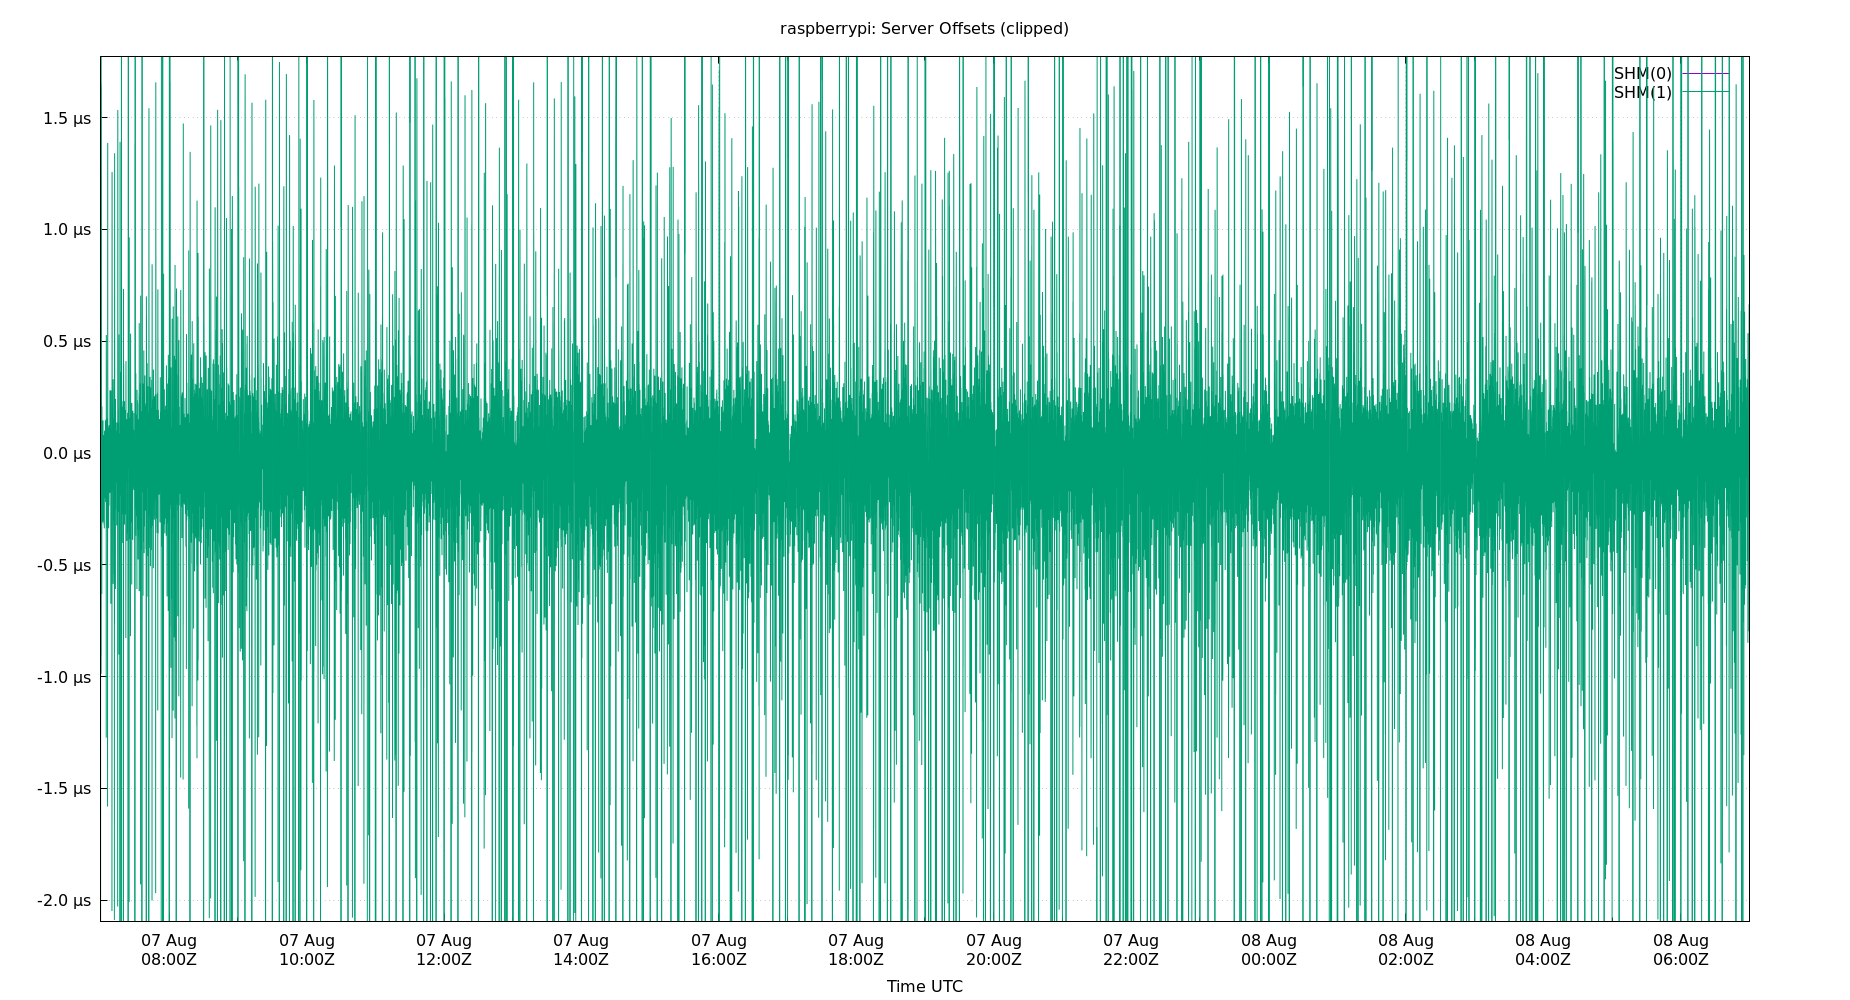 raspberrypi: Server Offsets (clipped)
SHM(0)
SHM(1)
1.5 µs
1.0 µs
0.5 µs
0.0 µs
-0.5 µs
-1.0 µs
-1.5 µs
-2.0 µs
07 Aug 07 Aug 07 Aug 07 Aug 07 Aug 07 Aug 07 Aug 07 Aug 08 Aug 08 Aug 08 Aug 08 Aug
08:00Z 10:00Z 12:00Z 14:00Z 16:00Z 18:00Z 20:00Z 22:00Z 00:00Z 02:00Z 04:00Z 06:00Z
Time UTC